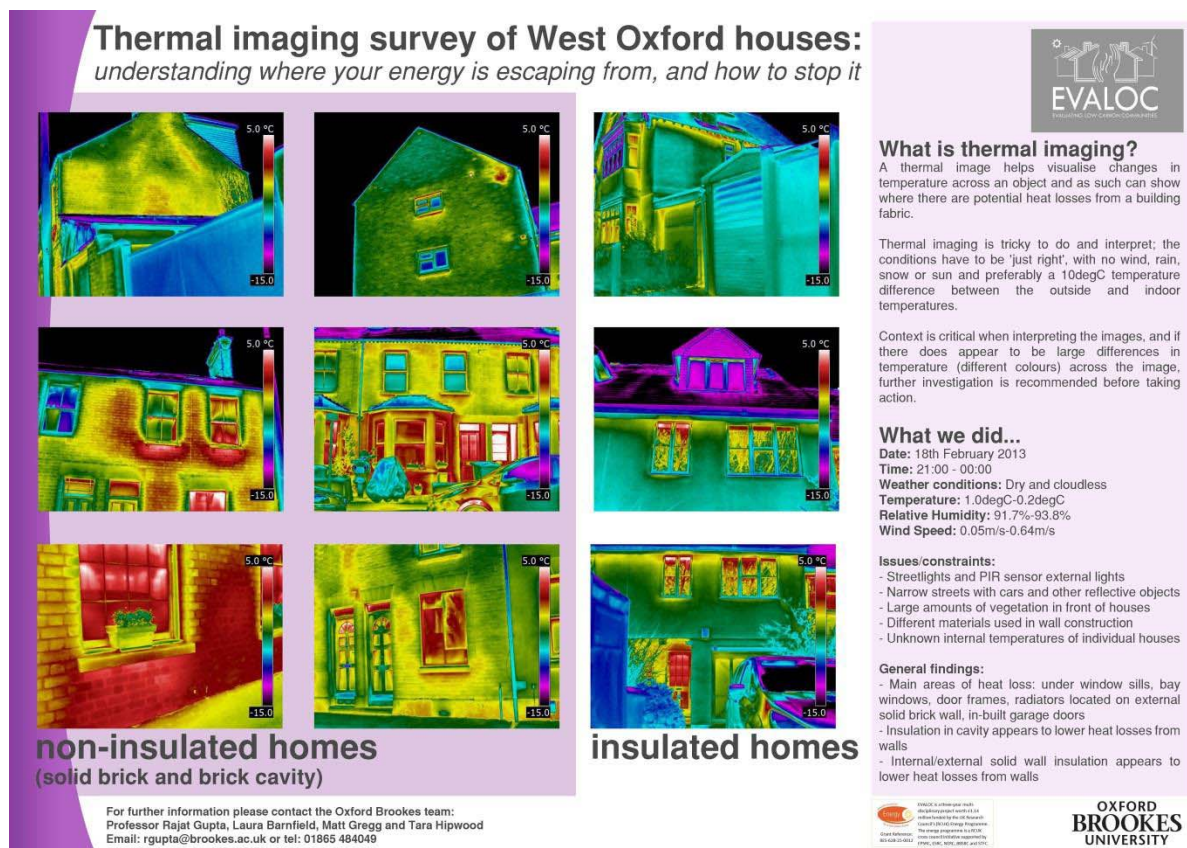 Thermal imaging survey of West Oxford houses:
understanding where your energy is escaping from, and how to stop it
5.0 °C
-15.0
5.0 °C
-15.0
5.0 °C
-15.0
5.0 °C
-15.0
5.0 °C
-15.0
5.0 °C
-15.0
5.0 °C
-15.0
5.0 °C
-15.0
5.0 °C
-15.0
non-insulated homes
(solid brick and brick cavity)
insulated homes
For further information please contact the Oxford Brookes team:
Professor Rajat Gupta, Laura Barnfield, Matt Gregg and Tara Hipwood
Email: rgupta@brookes.ac.uk or tel: 01865 484049
EVALOC
EVALUATING LOW CARBON COMMUNITIES
What is thermal imaging?
A thermal image helps visualise changes in
temperature across an object and as such can show
where there are potential heat losses from a building
fabric.
Thermal imaging is tricky to do and interpret; the
conditions have to be 'just right', with no wind, rain,
snow or sun and preferably a 10degC temperature
difference between the outside and indoor
temperatures.
Context is critical when interpreting the images, and if
there does appear to be large differences in
temperature (different colours) across the image,
further investigation is recommended before taking
action.
What we did...
Date: 18th February 2013
Time: 21:00 - 00:00
Weather conditions: Dry and cloudless
Temperature: 1.0degC-0.2degC
Relative Humidity: 91.7%-93.8%
Wind Speed: 0.05m/s-0.64m/s
Issues/constraints:
- Streetlights and PIR sensor external lights
- Narrow streets with cars and other reflective objects
- Large amounts of vegetation in front of houses
- Different materials used in wall construction
- Unknown internal temperatures of individual houses
General findings:
- Main areas of heat loss: under window sills, bay
windows, door frames, radiators located on external
solid brick wall, in-built garage doors
- Insulation in cavity appears to lower heat losses from
walls
- Internal/external solid wall insulation appears to
lower heat losses from walls
Energy
Grant Reference:
OXFORD
BROOKES
UNIVERSITY